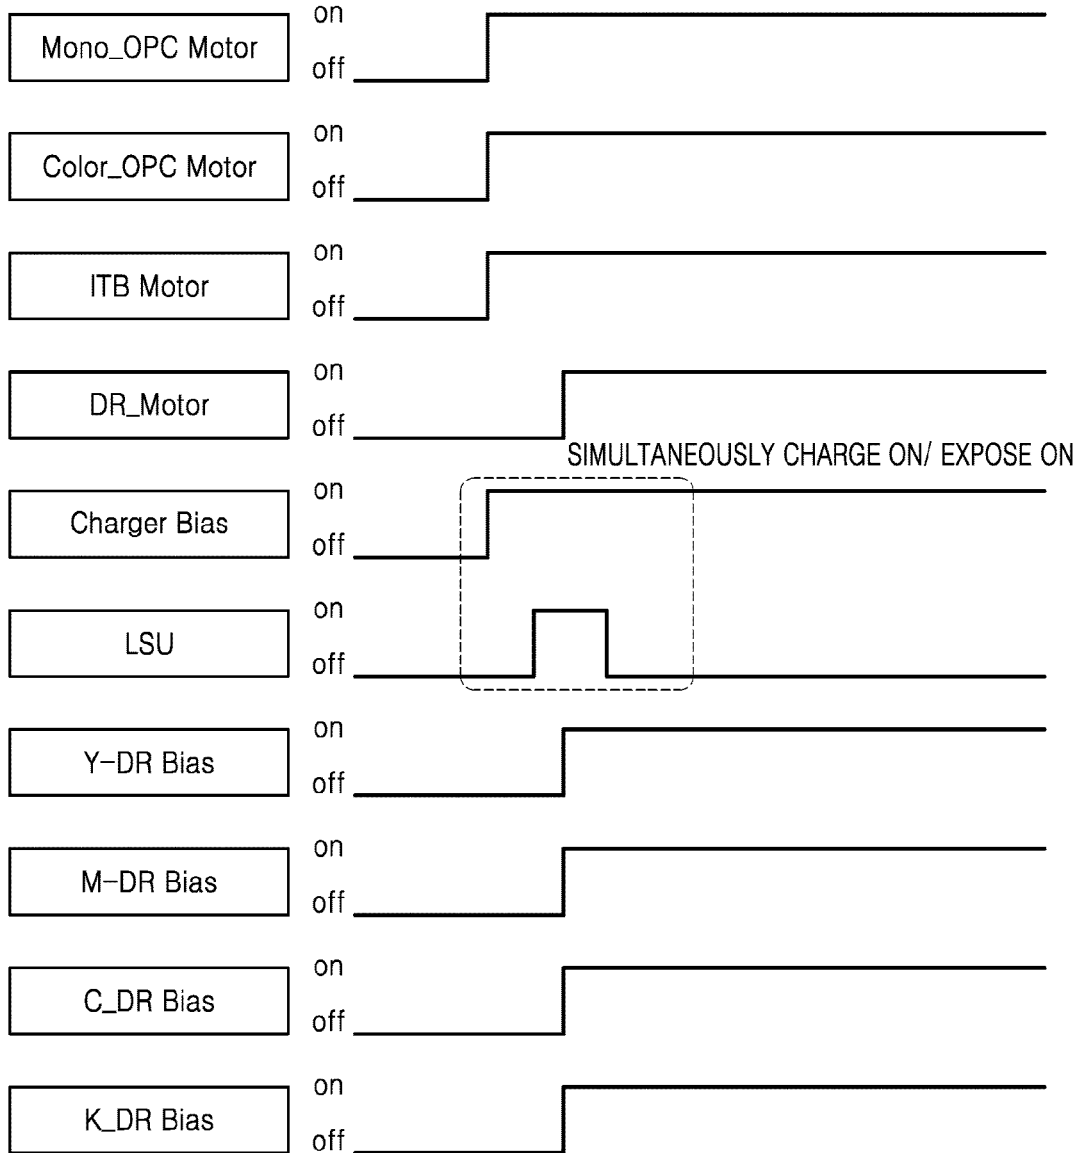 on
Mono_OPC Motor
off
on
Color_OPC Motor
off
on
ITB Motor
off
on
DR_Motor
off
SIMULTANEOUSLY CHARGE ON/ EXPOSE ON
on
Charger Bias
off
on
LSU
off
on
Y-DR Bias
off
on
M-DR Bias
off
on
C_DR Bias
off
on
K_DR Bias
off